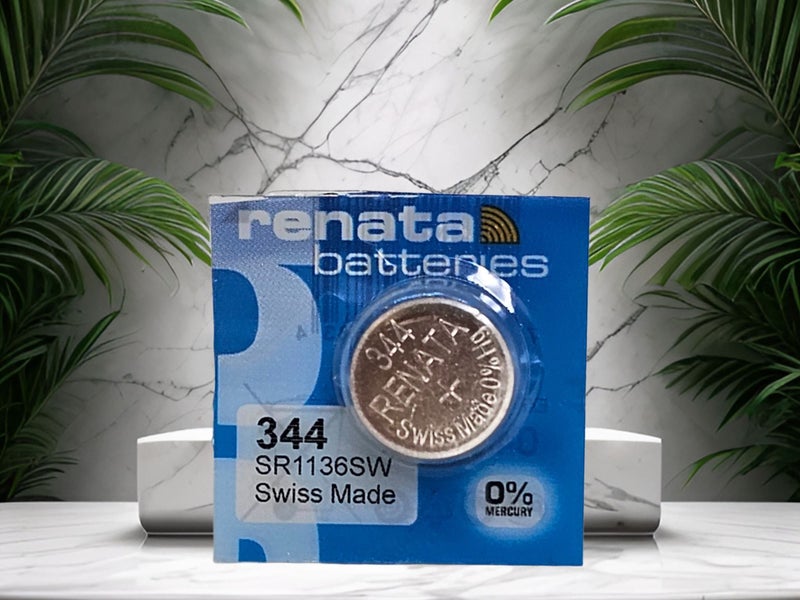 renata
batteries
344
RENATA
+
Swiss Made 0% Hg
344
SR1136SW
Swiss Made
0%
MERCURY